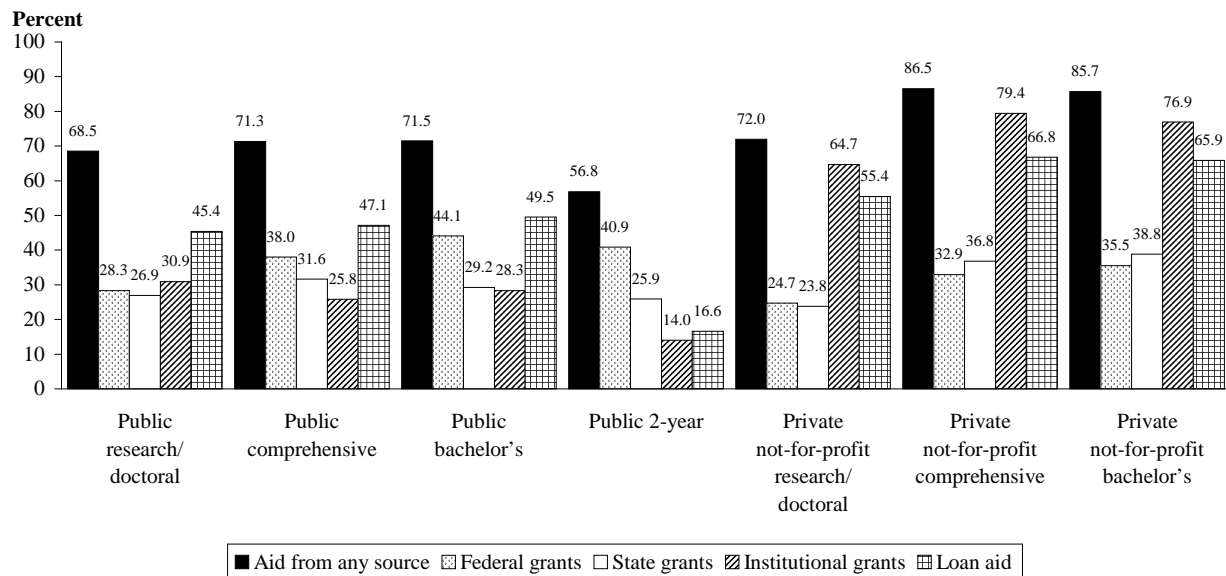 Percent
100
90
80
70
60
50
40
30
20
10
0
68.5
28.3
26.9
30.9
45.4
71.3
38.0
31.6
25.8
47.1
71.5
44.1
29.2
28.3
49.5
56.8
40.9
25.9
14.0
16.6
72.0
24.7
23.8
64.7
55.4
86.5
32.9
36.8
79.4
66.8
85.7
35.5
38.8
76.9
65.9
Public
research/
doctoral
Public
comprehensive
Public
bachelor’s
Public 2-year
Private
not-for-profit
research/
doctoral
Private
not-for-profit
comprehensive
Private
not-for-profit
bachelor’s
Aid from any source Federal grants State grants Institutional grants Loan aid